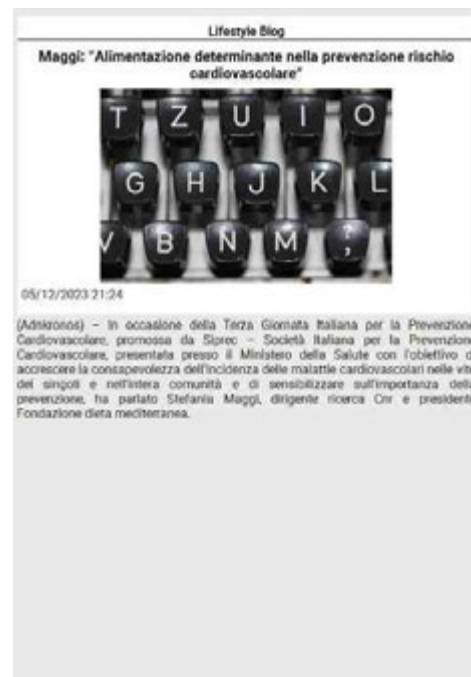 Lifestyle Blog
Maggi: "Alimentazione determinante nella prevenzione rischio
cardiovascolare"
T Z U I O
G H J K L
V B N M ; ?
05/12/2023 21:24
(Adnkronos) – In occasione della Terza Giornata Italiana per la Prevenzione
Cardiovascolare, promossa da Siprec – Società Italiana per la Prevenzione
Cardiovascolare, presentata presso il Ministero della Salute con l'obiettivo d
accrescere la consapevolezza dell'incidenza delle malattie cardiovascolari nelle vite
dei singoli e nell'intera comunità e di sensibilizzare sull'importanza della
prevenzione, ha parlato Stefania Maggi, dirigente ricerca Cnr e presidente
Fondazione dieta mediterranea.